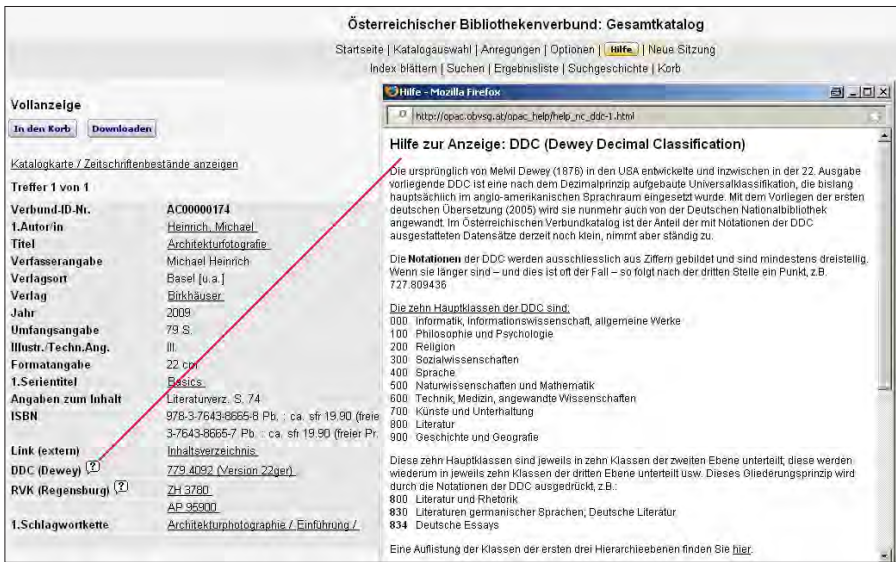 Österreichischer Bibliothekenverbund: Gesamtkatalog
Startseite | Katalogauswahl | Anregungen | Optionen | Hilfe | Neue Sitzung
Index blättern | Suchen | Ergebnisliste | Suchgeschichte | Korb
Vollanzeige
In den Korb Downloaden
Katalogkarte / Zeitschriftenbestände anzeigen
Treffer 1 von 1
Verbund-ID-Nr. AC00000174
1.Autor/in Heinrich, Michael
Titel Architekturfotografie
Verfasserangabe Michael Heinrich
Verlagsort Basel [u.a.]
Verlag Birkhäuser
Jahr 2009
Umfangsangabe 79 S.
Illustr./Techn.Ang. Ill.
Formatangabe 22 cm
1.Serientitel Basics
Angaben zum Inhalt Literaturverz. S. 74
ISBN 978-3-7643-8665-8 Pb. : ca. sfr 19.90 (freie
3-7643-8665-7 Pb. : ca. sfr 19.90 (freier Pr.
Link (extern) Inhaltsverzeichnis
DDC (Dewey) ? 779.4092 (Version 22ger)
RVK (Regensburg) ? ZH 3780
AP 95900
1.Schlagwortkette Architekturphotographie / Einführung /
Hilfe - Mozilla Firefox
http://opac.obvsg.at/opac_help/help_nc_ddc-1.html
Hilfe zur Anzeige: DDC (Dewey Decimal Classification)
Die ursprünglich von Melvil Dewey (1876) in den USA entwickelte und inzwischen in der 22. Ausgabe
vorliegende DDC ist eine nach dem Dezimalprinzip aufgebaute Universalklassifikation, die bislang
hauptsächlich im anglo-amerikanischen Sprachraum eingesetzt wurde. Mit dem Vorliegen der ersten
deutschen Übersetzung (2005) wird sie nunmehr auch von der Deutschen Nationalbibliothek
angewandt. Im Österreichischen Verbundkatalog ist der Anteil der mit Notationen der DDC
ausgestatteten Datensätze derzeit noch klein, nimmt aber ständig zu.
Die Notationen der DDC werden ausschliesslich aus Ziffern gebildet und sind mindestens dreistellig.
Wenn sie länger sind – und dies ist oft der Fall – so folgt nach der dritten Stelle ein Punkt, z.B.
727.809436
Die zehn Hauptklassen der DDC sind:
000 Informatik, Informationswissenschaft, allgemeine Werke
100 Philosophie und Psychologie
200 Religion
300 Sozialwissenschaften
400 Sprache
500 Naturwissenschaften und Mathematik
600 Technik, Medizin, angewandte Wissenschaften
700 Künste und Unterhaltung
800 Literatur
900 Geschichte und Geografie
Diese zehn Hauptklassen sind jeweils in zehn Klassen der zweiten Ebene unterteilt; diese werden
wiederum in jeweils zehn Klassen der dritten Ebene unterteilt usw. Dieses Gliederungsprinzip wird
durch die Notationen der DDC ausgedrückt, z.B.:
800 Literatur und Rhetorik
830 Literaturen germanischer Sprachen; Deutsche Literatur
834 Deutsche Essays
Eine Auflistung der Klassen der ersten drei Hierarchieebenen finden Sie hier.